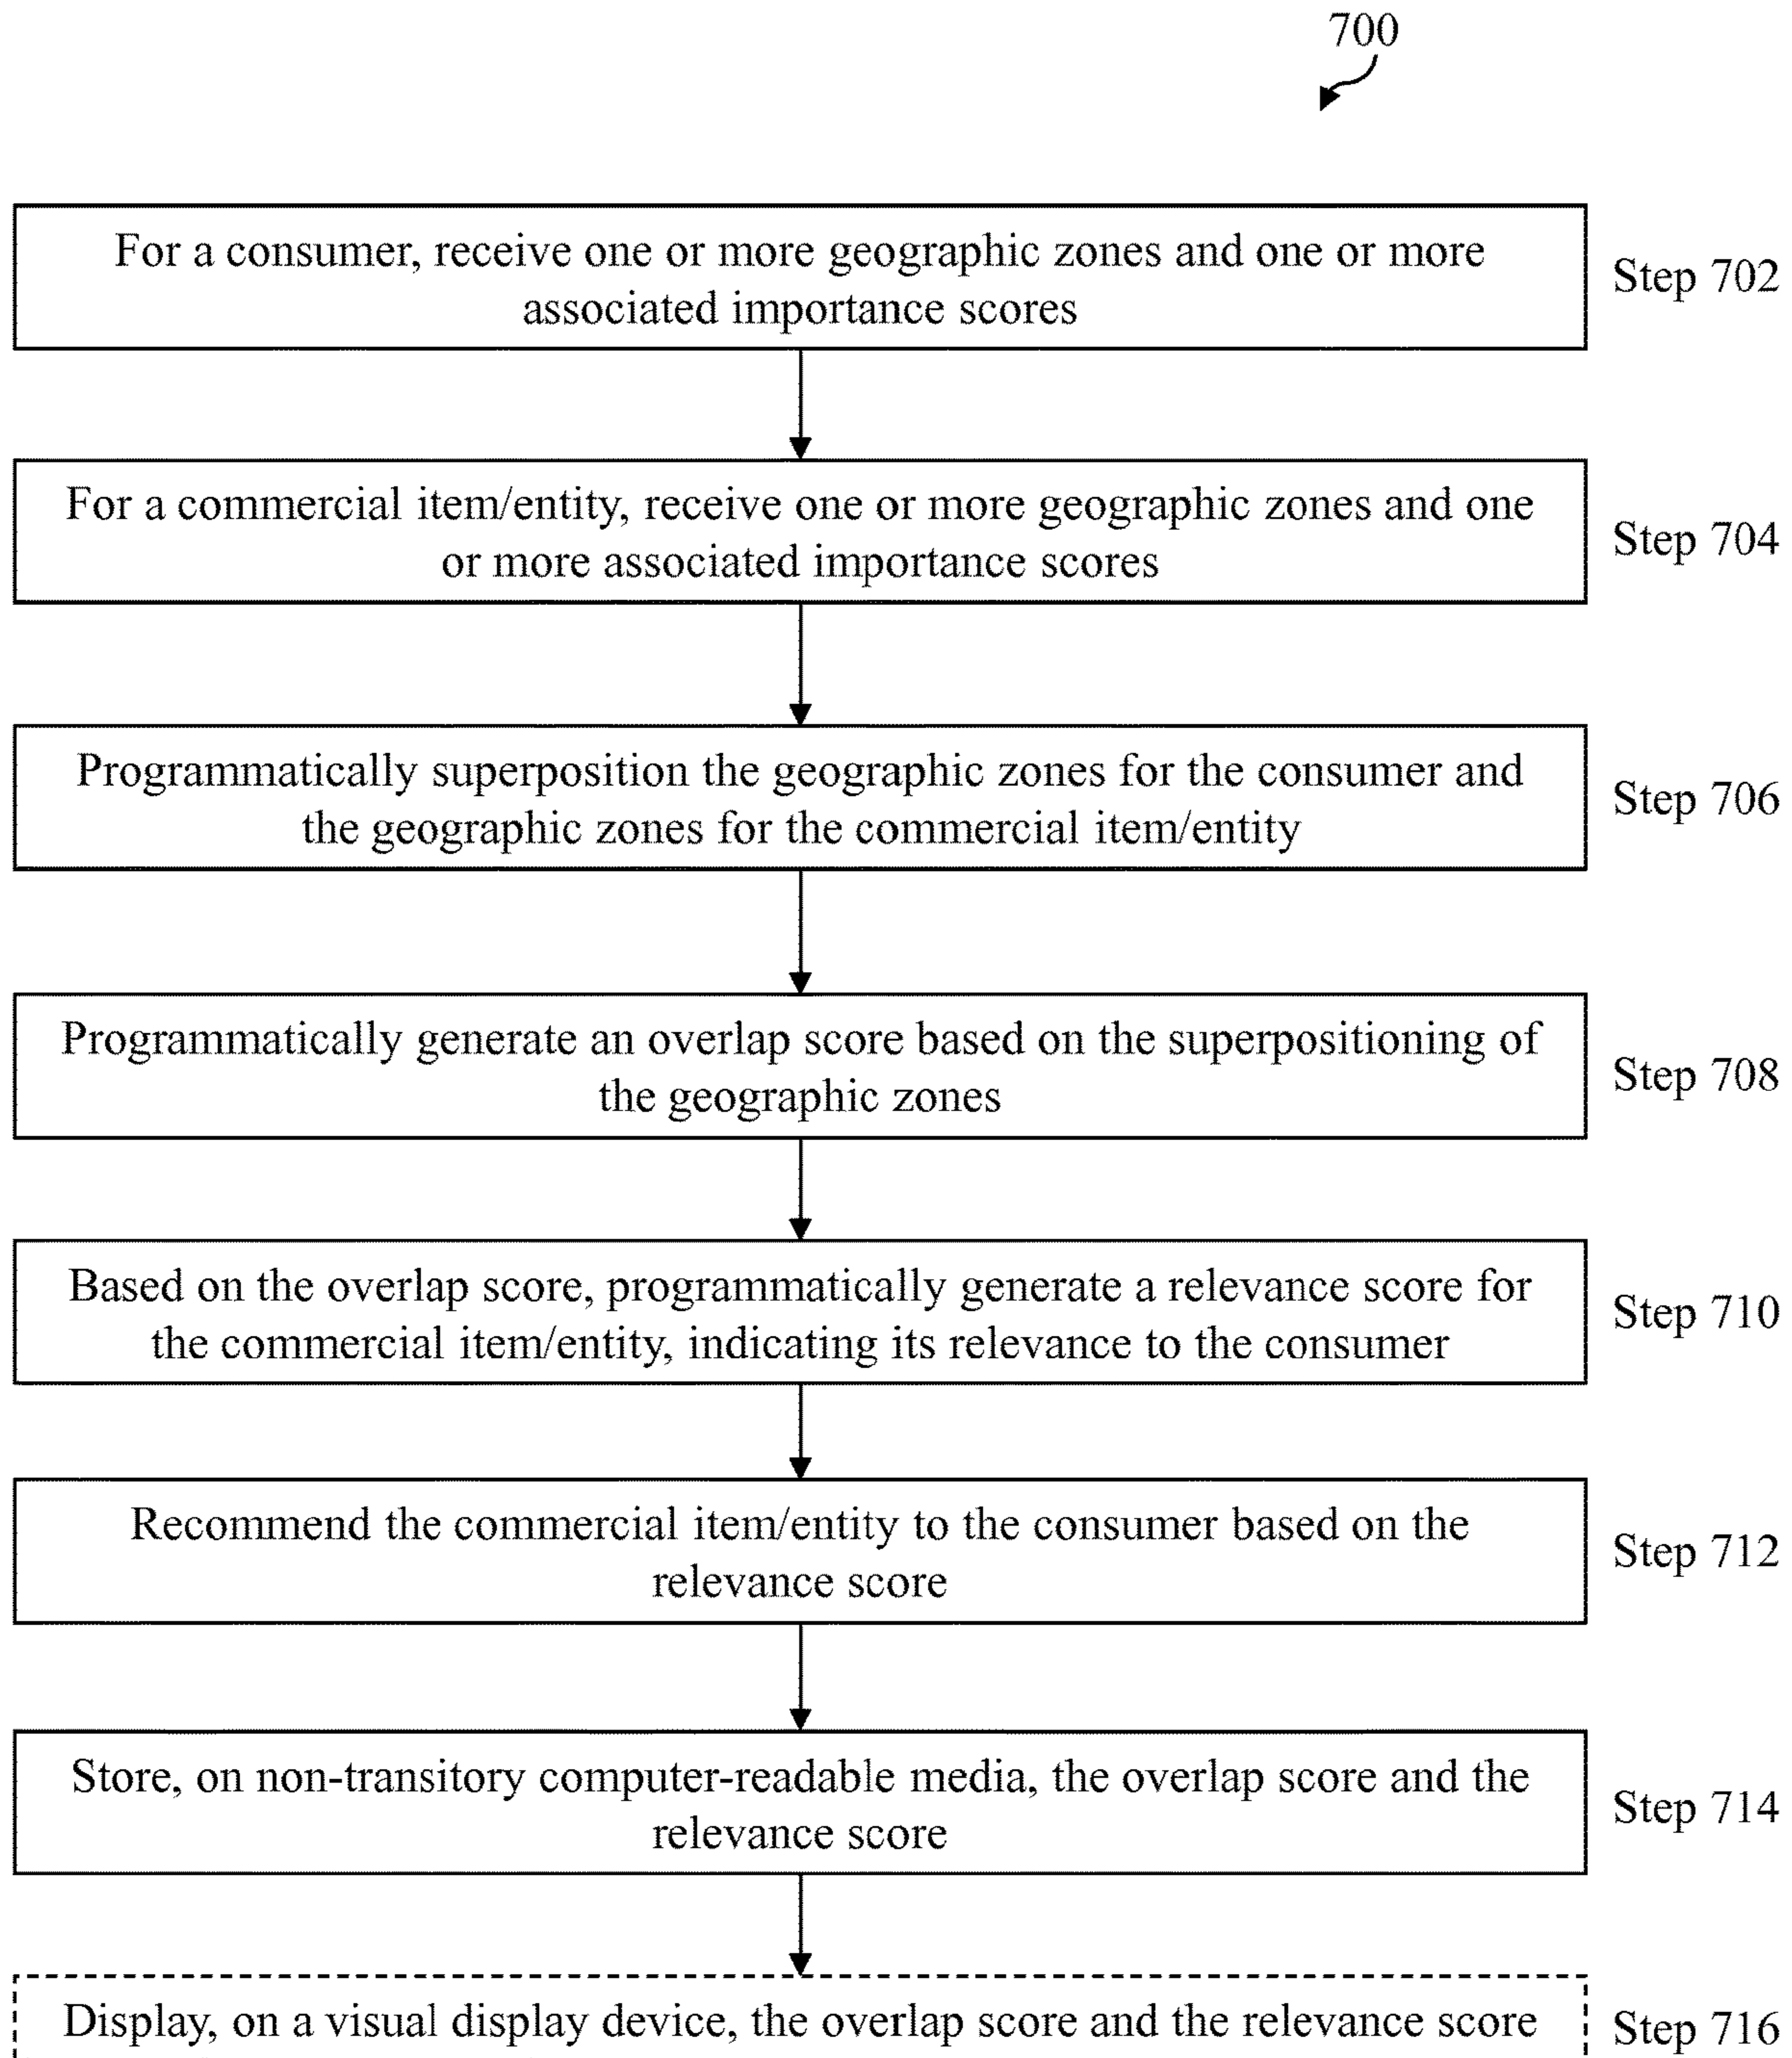 700
For a consumer, receive one or more geographic zones and one or more
associated importance scores
Step 702
For a commercial item/entity, receive one or more geographic zones and one
or more associated importance scores
Step 704
Programmatically superposition the geographic zones for the consumer and
the geographic zones for the commercial item/entity
Step 706
Programmatically generate an overlap score based on the superpositioning of
the geographic zones
Step 708
Based on the overlap score, programmatically generate a relevance score for
the commercial item/entity, indicating its relevance to the consumer
Step 710
Recommend the commercial item/entity to the consumer based on the
relevance score
Step 712
Store, on non-transitory computer-readable media, the overlap score and the
relevance score
Step 714
Display, on a visual display device, the overlap score and the relevance score
Step 716